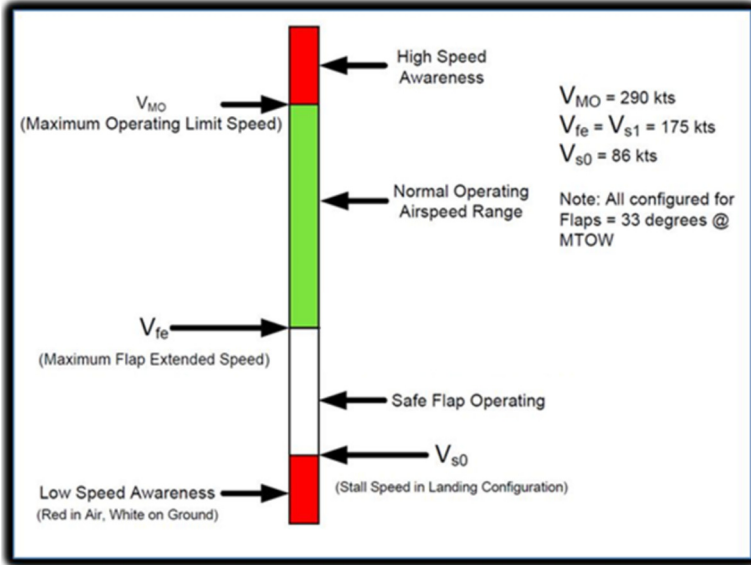 High Speed
Awareness
VMO
(Maximum Operating Limit Speed)
VMO = 290 kts
Vfe = Vs1 = 175 kts
Vs0 = 86 kts
Normal Operating
Airspeed Range
Note: All configured for
Flaps = 33 degrees @
MTOW
Vfe
(Maximum Flap Extended Speed)
Safe Flap Operating
Vs0
(Stall Speed in Landing Configuration)
Low Speed Awareness
(Red in Air, White on Ground)